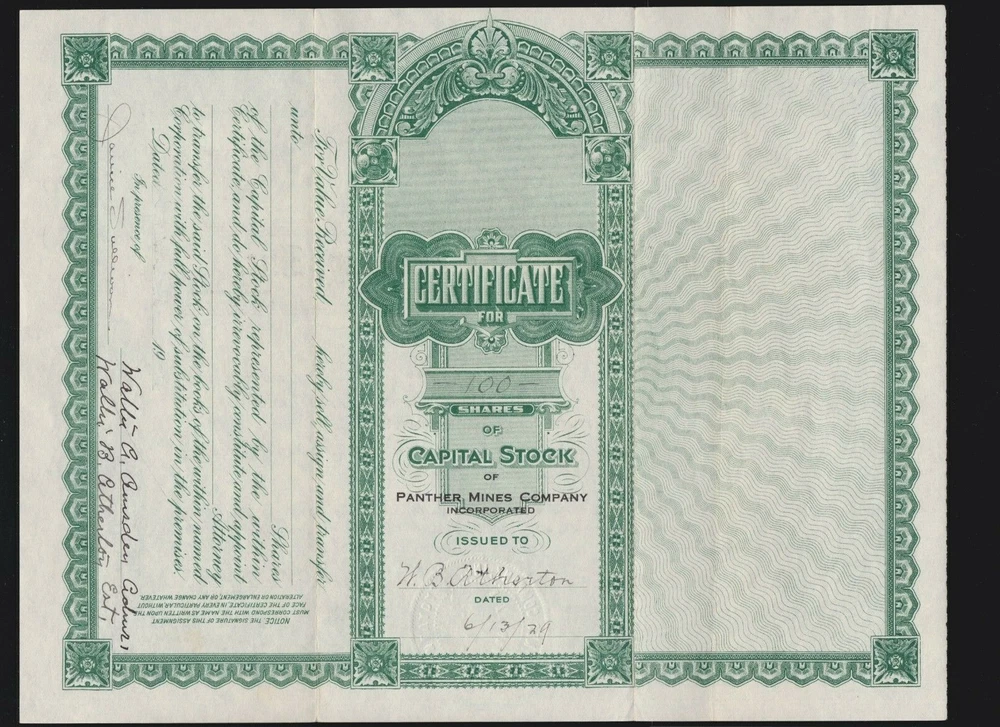 CERTIFICATE
FOR
-100-
SHARES
OF
CAPITAL STOCK
OF
PANTHER MINES COMPANY
INCORPORATED
ISSUED TO
W. B. Atherton
DATED
6/13/29
For Value Received, hereby sell, assign and transfer
unto
Shares
of the Capital Stock represented by the within
Certificate, and do hereby irrevocably constitute and appoint
Attorney
to transfer the said Stock on the books of the within named
Corporation with full power of substitution in the premises.
Dated 19
In presence of
Walter B. Atherton Est.
NOTICE. THE SIGNATURE OF THIS ASSIGNMENT
MUST CORRESPOND WITH THE NAME AS WRITTEN UPON THE
FACE OF THE CERTIFICATE, IN EVERY PARTICULAR, WITHOUT
ALTERATION OR ENLARGEMENT, OR ANY CHANGE WHATEVER.